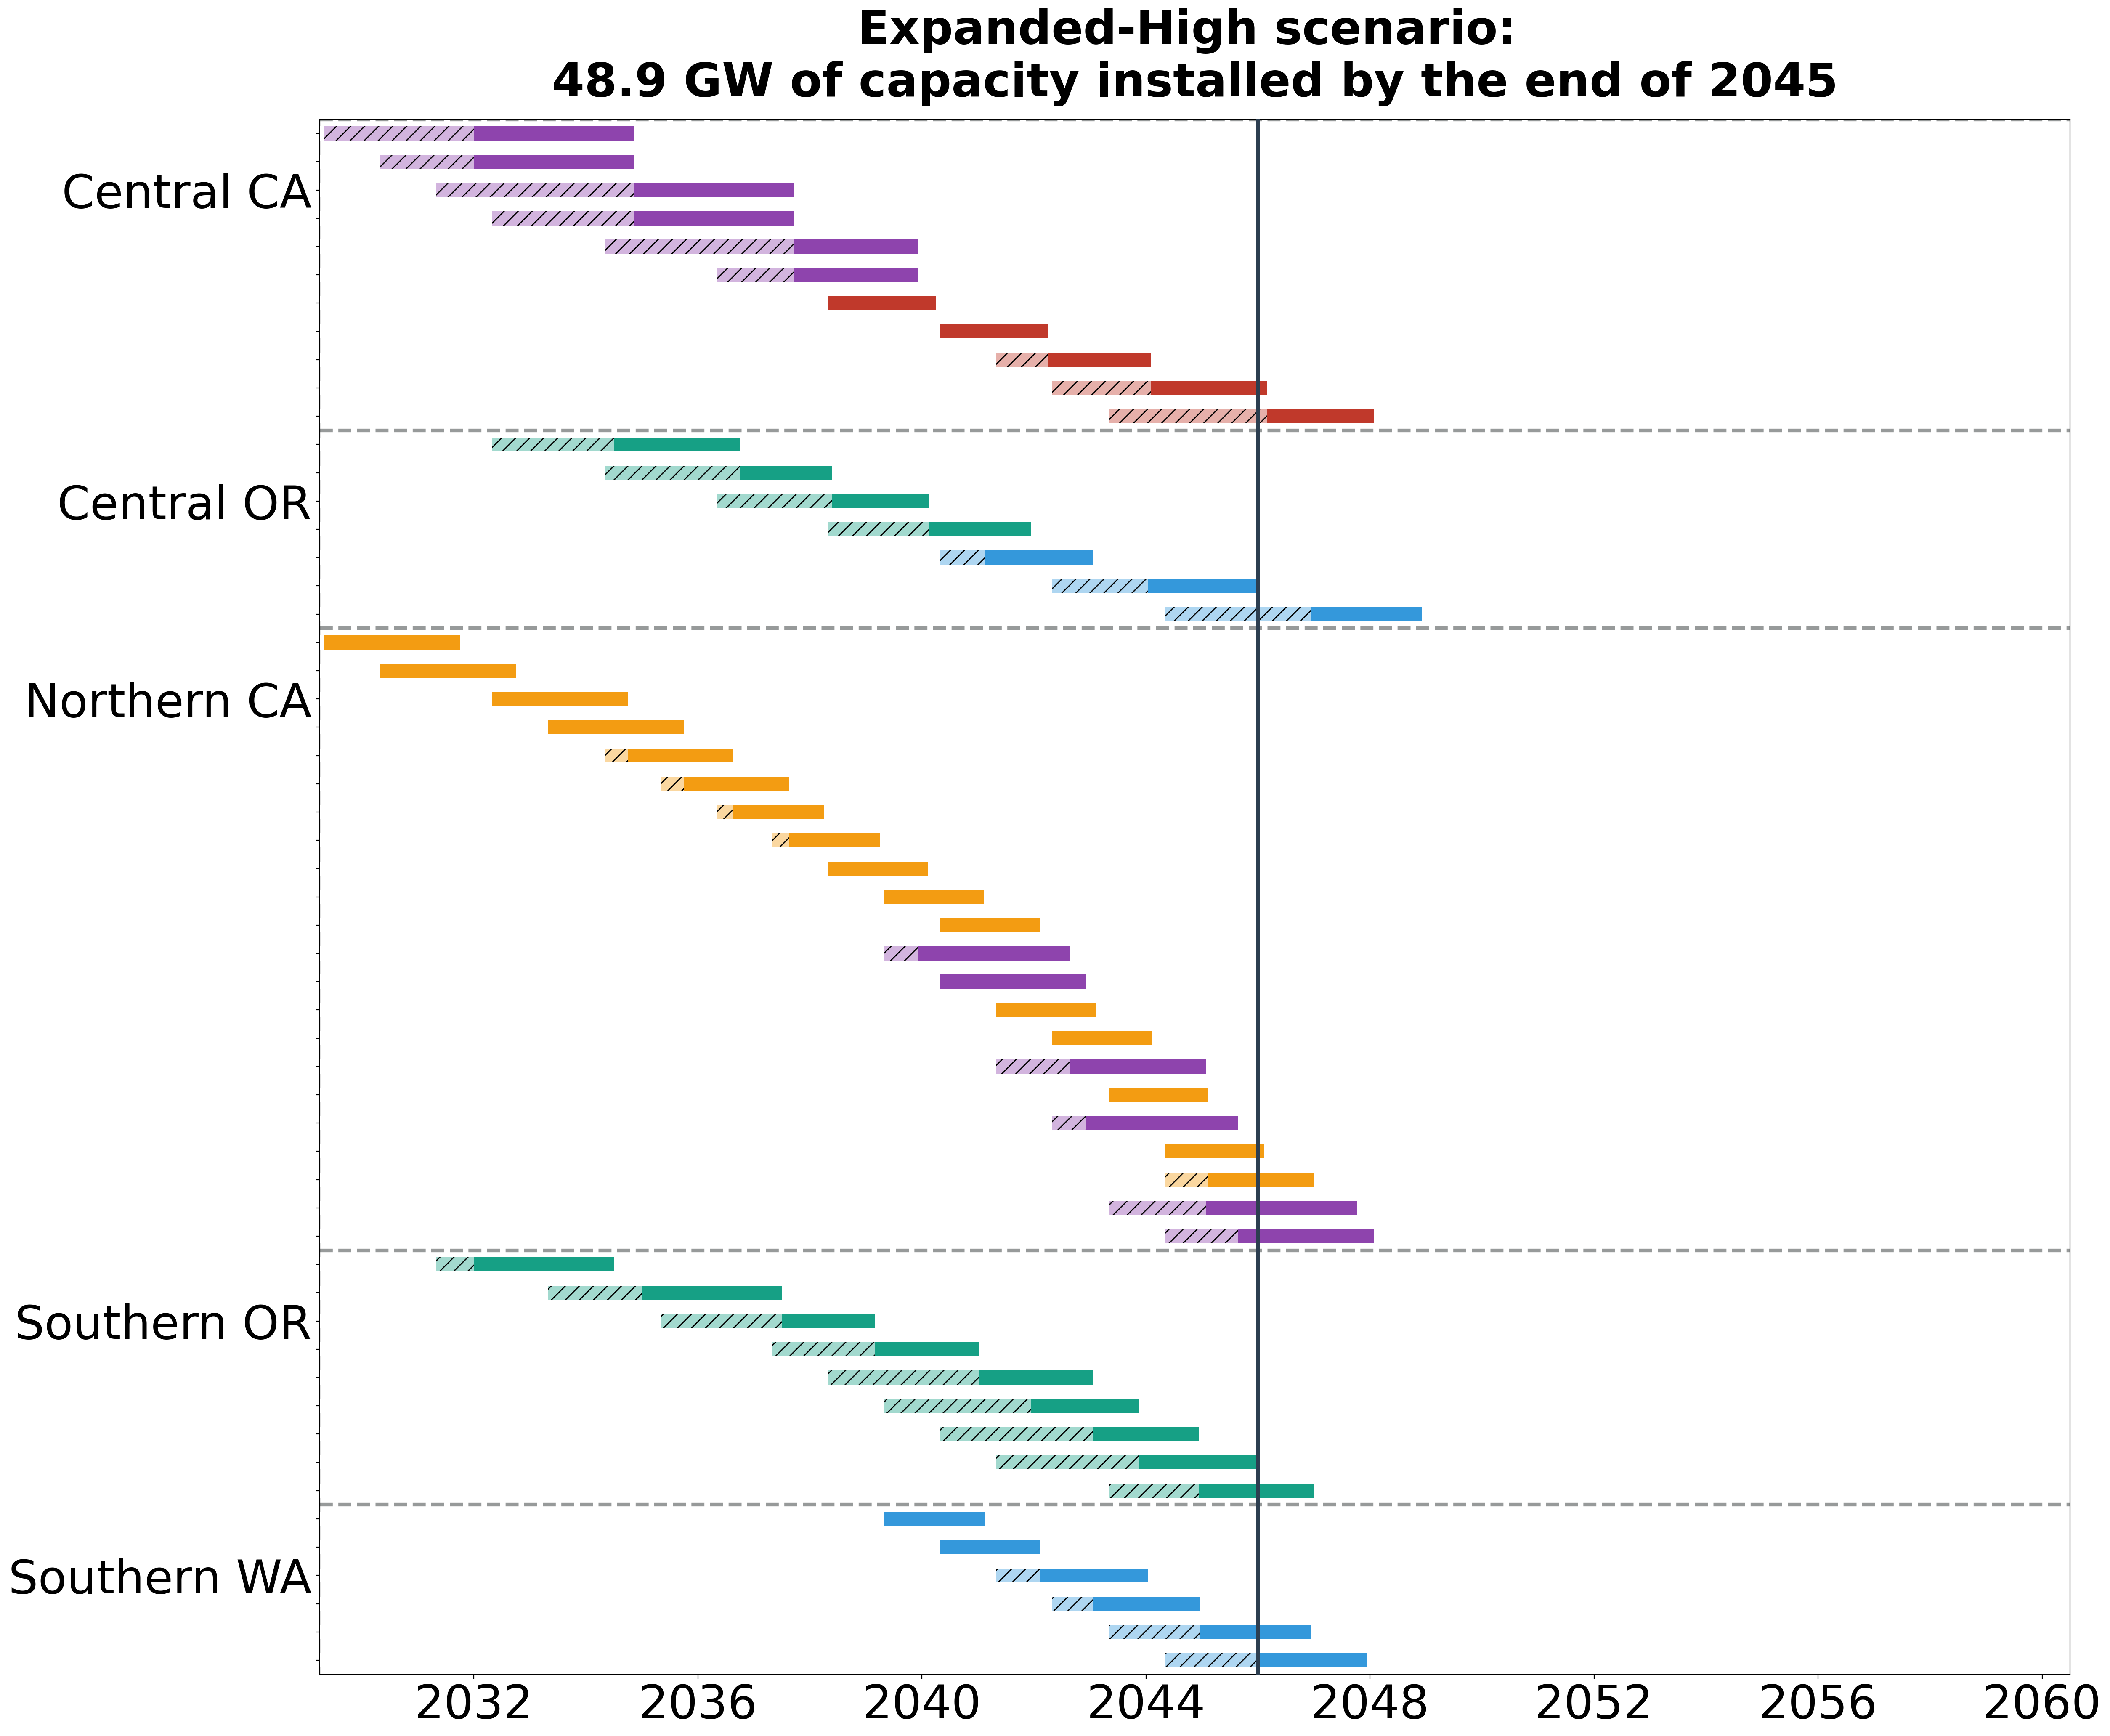 Expanded-High scenario:
48.9 GW of capacity installed by the end of 2045
Central CA
Central OR
Northern CA
Southern OR
Southern WA
2032 2036 2040 2044 2048 2052 2056 2060